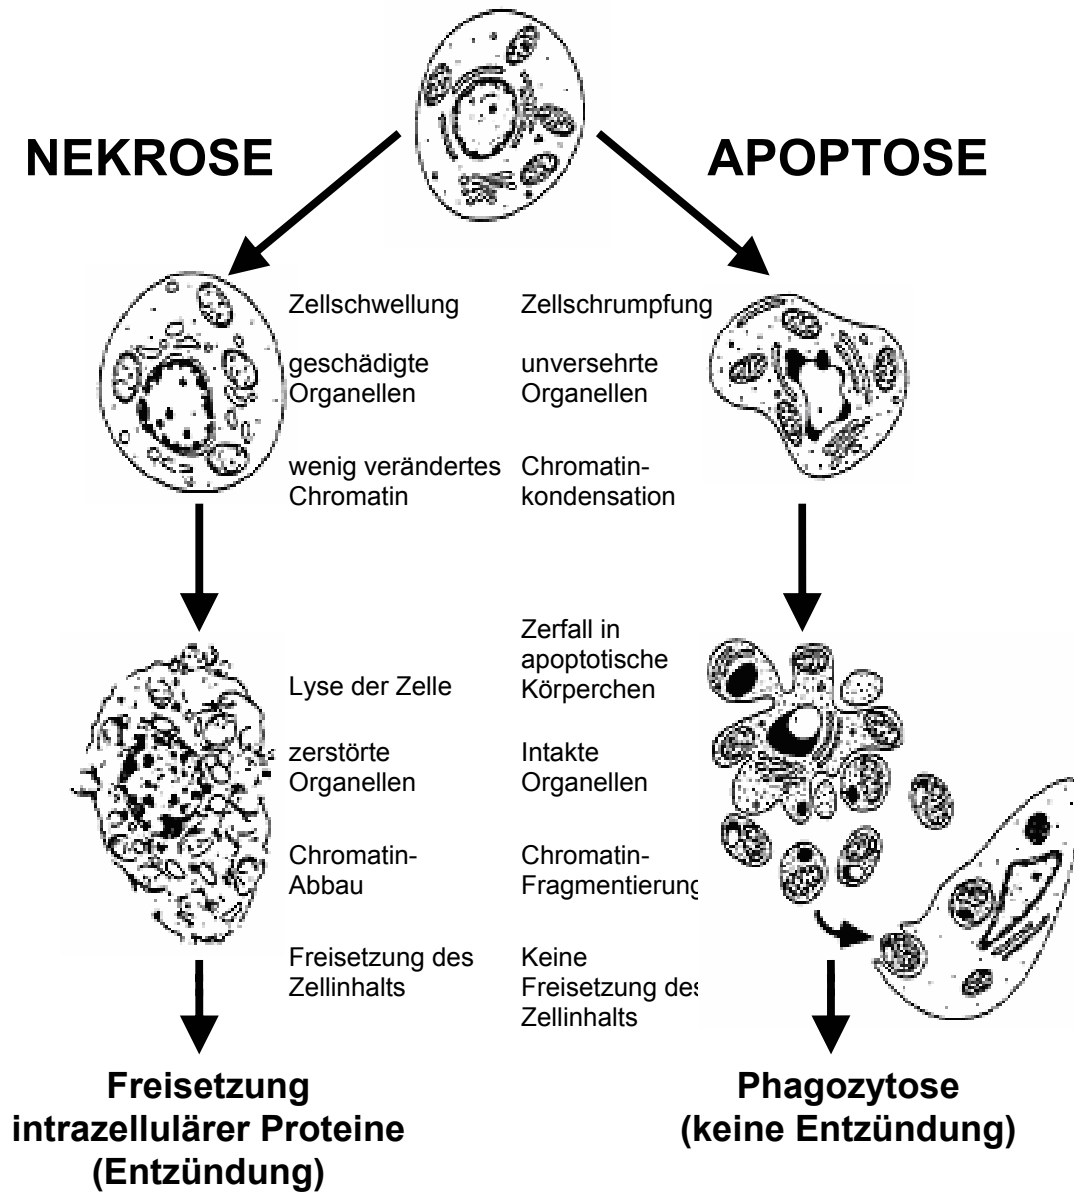 NEKROSE
APOPTOSE
Zellschwellung
geschädigte
Organellen
wenig verändertes
Chromatin
Zellschrumpfung
unversehrte
Organellen
Chromatin-
kondensation
Lyse der Zelle
zerstörte
Organellen
Chromatin-
Abbau
Freisetzung des
Zellinhalts
Zerfall in
apoptotische
Körperchen
Intakte
Organellen
Chromatin-
Fragmentierung
Keine
Freisetzung des
Zellinhalts
Freisetzung
intrazellulärer Proteine
(Entzündung)
Phagozytose
(keine Entzündung)